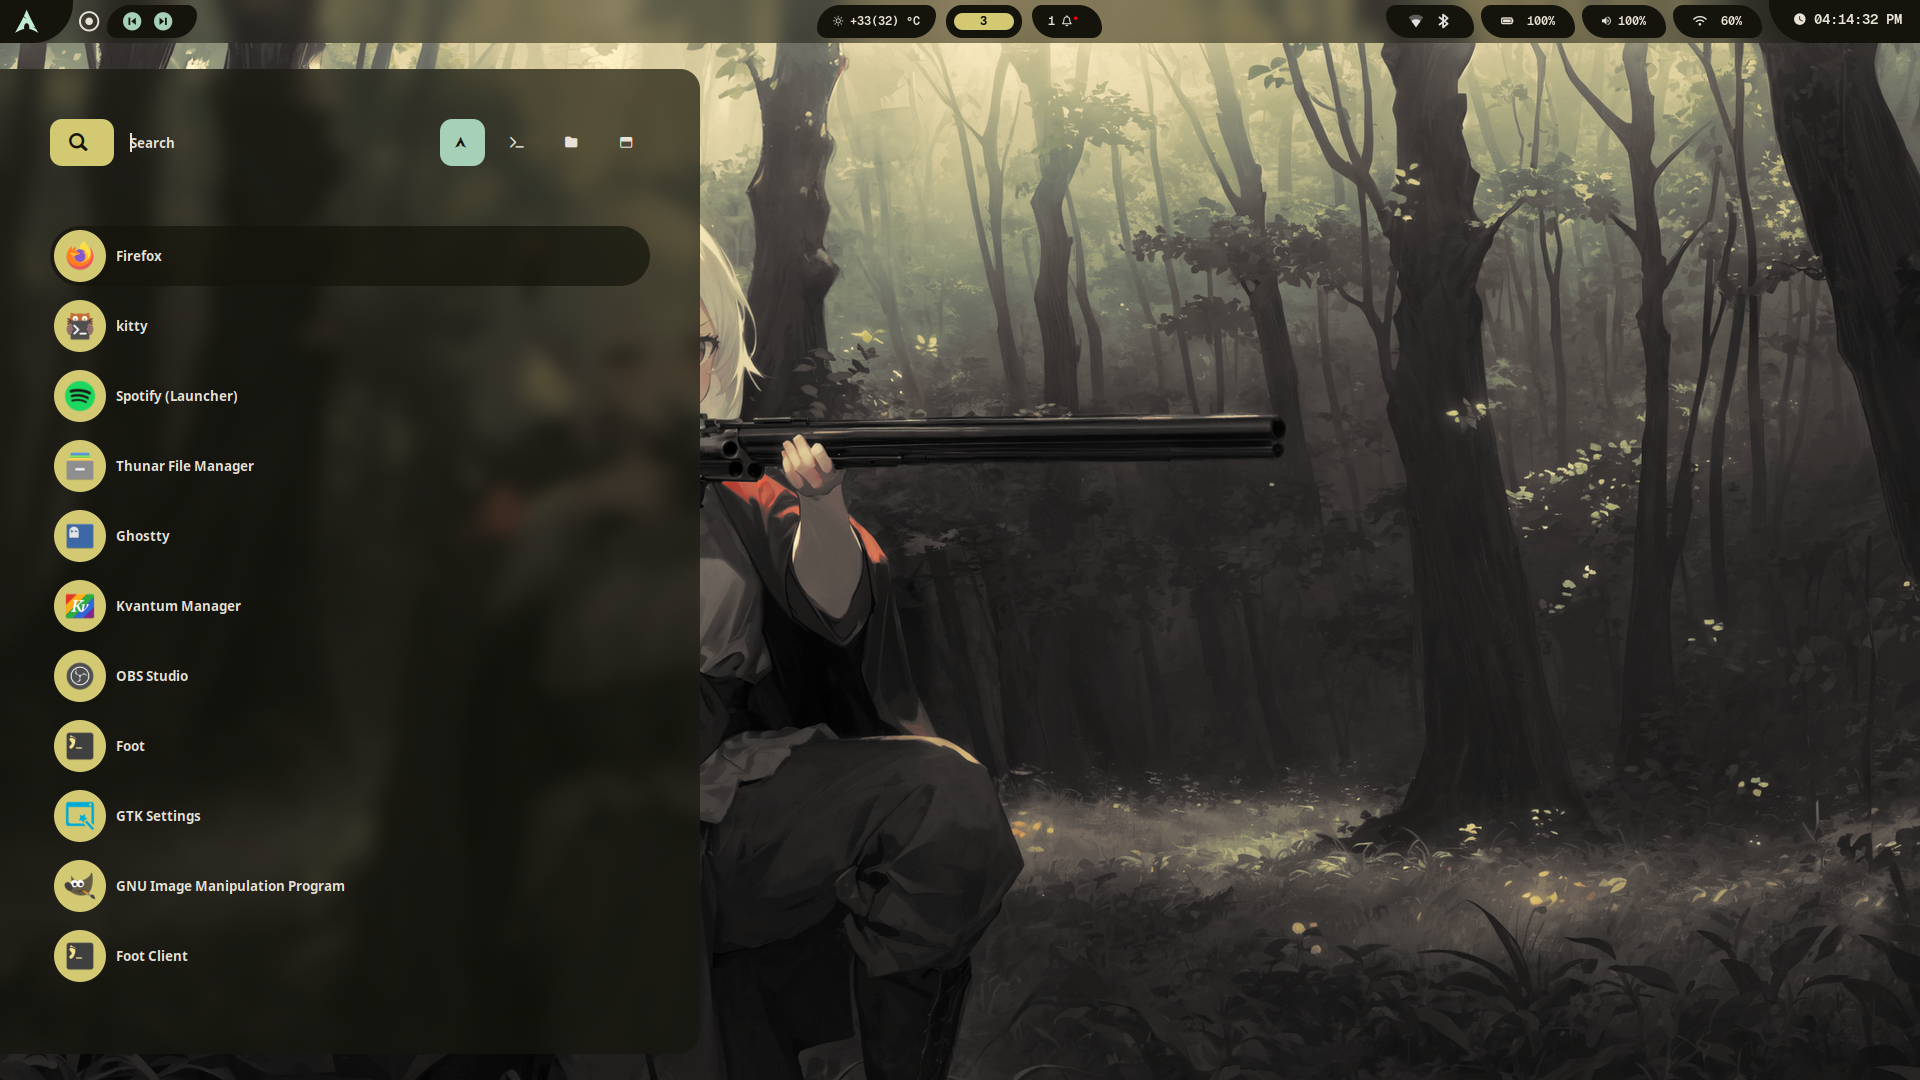 +33(32) °C
3
1
100%
100%
60%
04:14:32 PM
Search
Firefox
kitty
Spotify (Launcher)
Thunar File Manager
Ghostty
Kvantum Manager
OBS Studio
Foot
GTK Settings
GNU Image Manipulation Program
Foot Client